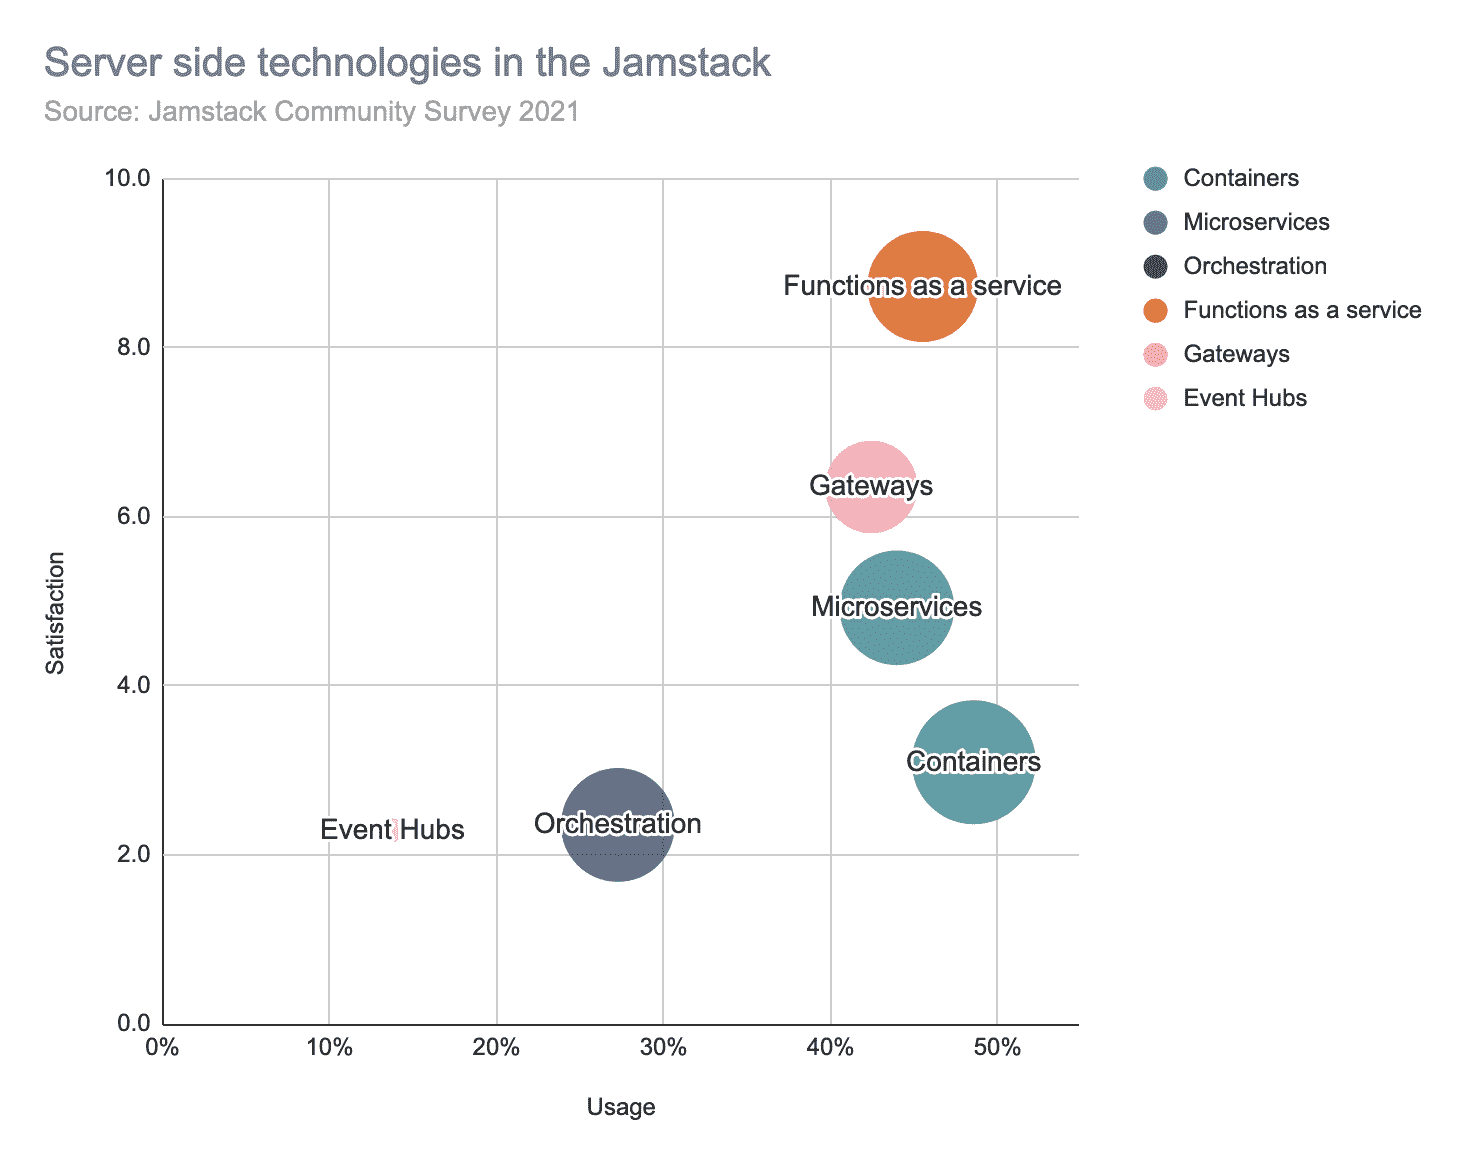 Server side technologies in the Jamstack
Source: Jamstack Community Survey 2021
10.0
8.0
6.0
4.0
2.0
0.0
Satisfaction
Functions as a service
Gateways
Microservices
Containers
Orchestration
Event Hubs
0% 10% 20% 30% 40% 50%
Usage
Containers
Microservices
Orchestration
Functions as a service
Gateways
Event Hubs